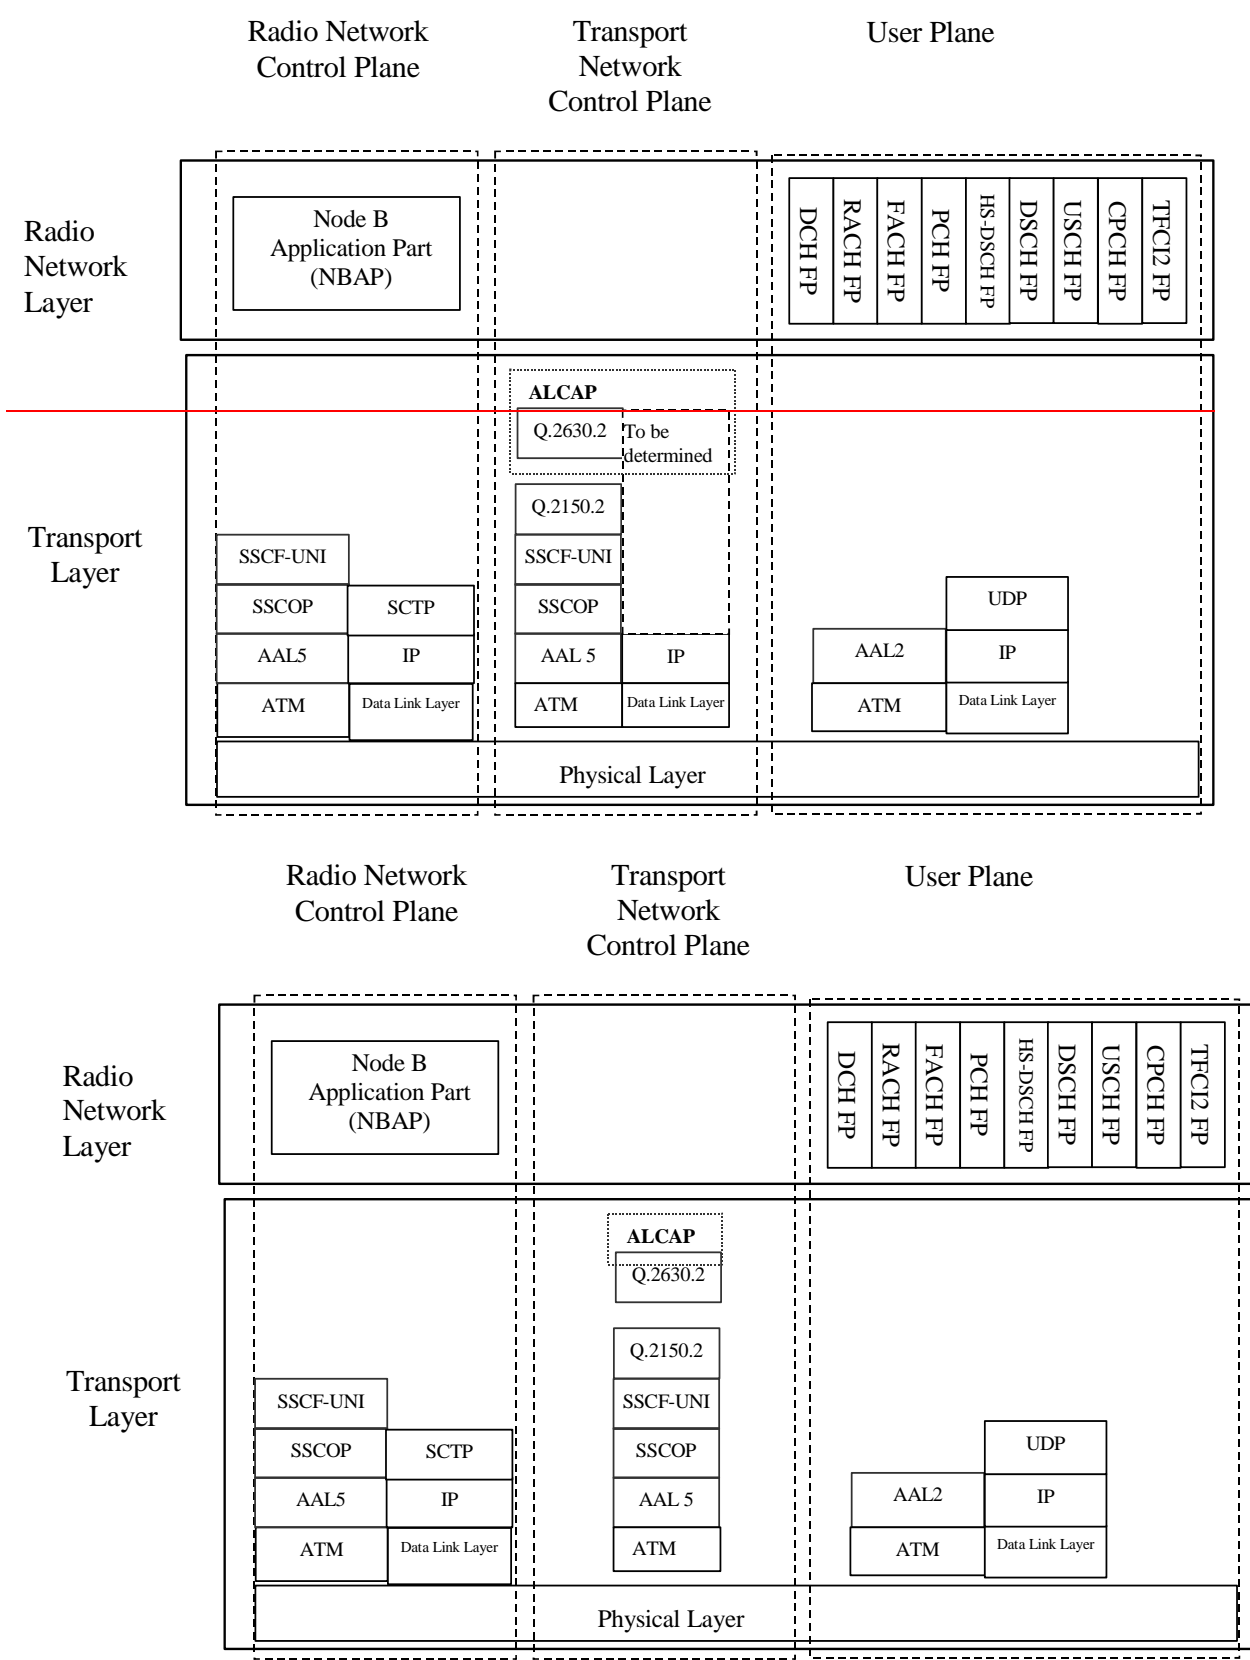 Radio Network
Control Plane
Transport
Network
Control Plane
User Plane
Radio
Network
Layer
Node B
Application Part
(NBAP)
DCH FP
RACH FP
FACH FP
PCH FP
HS-DSCH FP
DSCH FP
USCH FP
CPCH FP
TFCI2 FP
Transport
Layer
ALCAP
Q.2630.2
To be
determined
Q.2150.2
SSCF-UNI
SSCF-UNI
SSCOP
SCTP
SSCOP
UDP
AAL5
IP
AAL 5
IP
AAL2
IP
ATM
Data Link Layer
ATM
Data Link Layer
ATM
Data Link Layer
Physical Layer
Radio Network
Control Plane
Transport
Network
Control Plane
User Plane
Radio
Network
Layer
Node B
Application Part
(NBAP)
DCH FP
RACH FP
FACH FP
PCH FP
HS-DSCH FP
DSCH FP
USCH FP
CPCH FP
TFCI2 FP
Transport
Layer
ALCAP
Q.2630.2
Q.2150.2
SSCF-UNI
SSCF-UNI
SSCOP
SCTP
SSCOP
UDP
AAL5
IP
AAL 5
AAL2
IP
ATM
Data Link Layer
ATM
ATM
Data Link Layer
Physical Layer